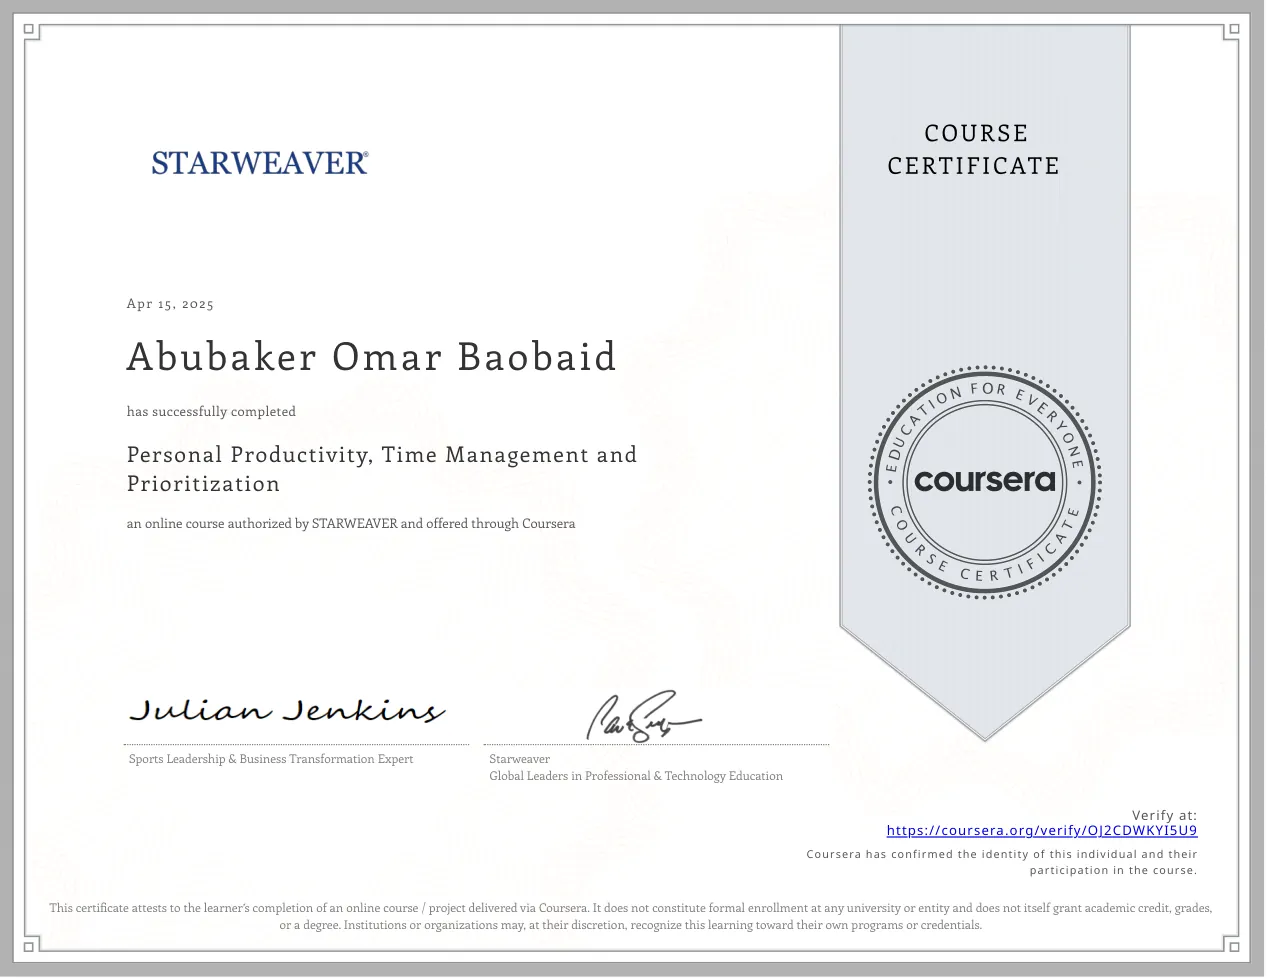 STARWEAVER®
COURSE
CERTIFICATE
Apr 15, 2025
Abubaker Omar Baobaid
has successfully completed
Personal Productivity, Time Management and
Prioritization
an online course authorized by STARWEAVER and offered through Coursera
EDUCATION FOR EVERYONE
coursera
COURSE CERTIFICATE
Julian Jenkins
Sports Leadership & Business Transformation Expert
Starweaver
Global Leaders in Professional & Technology Education
Verify at:
https://coursera.org/verify/OJ2CDWKYI5U9
Coursera has confirmed the identity of this individual and their
participation in the course.
This certificate attests to the learner's completion of an online course / project delivered via Coursera. It does not constitute formal enrollment at any university or entity and does not itself grant academic credit, grades,
or a degree. Institutions or organizations may, at their discretion, recognize this learning toward their own programs or credentials.